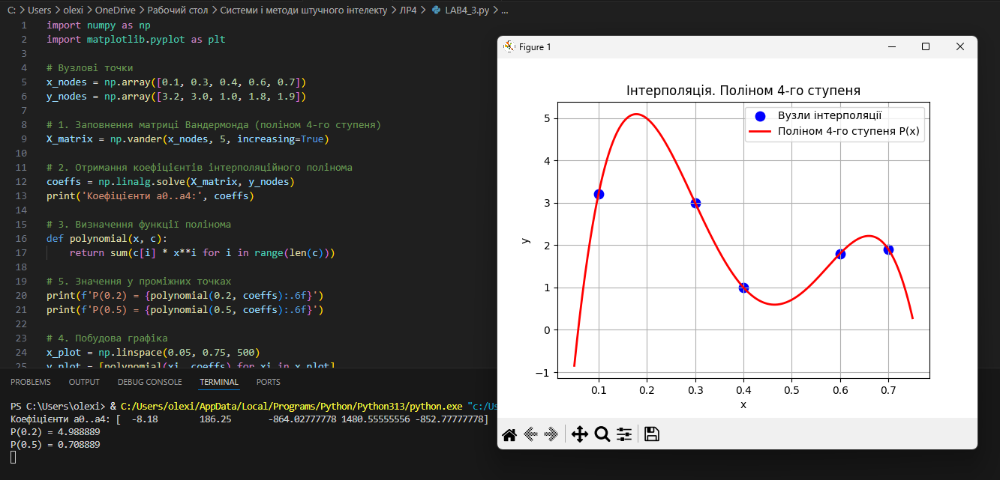 C: > Users > olexi > OneDrive > Рабочий стол > Системи і методи штучного інтелекту > ЛР4 > LAB4_3.py > ...
1 import numpy as np
2 import matplotlib.pyplot as plt
3
4 # Вузлові точки
5 x_nodes = np.array([0.1, 0.3, 0.4, 0.6, 0.7])
6 y_nodes = np.array([3.2, 3.0, 1.0, 1.8, 1.9])
7
8 # 1. Заповнення матриці Вандермонда (поліном 4-го ступеня)
9 X_matrix = np.vander(x_nodes, 5, increasing=True)
10
11 # 2. Отримання коефіцієнтів інтерполяційного полінома
12 coeffs = np.linalg.solve(X_matrix, y_nodes)
13 print('Коефіцієнти a0..a4:', coeffs)
14
15 # 3. Визначення функції полінома
16 def polynomial(x, c):
17 return sum(c[i] * x**i for i in range(len(c)))
18
19 # 5. Значення у проміжних точках
20 print(f'P(0.2) = {polynomial(0.2, coeffs):.6f}')
21 print(f'P(0.5) = {polynomial(0.5, coeffs):.6f}')
22
23 # 4. Побудова графіка
24 x_plot = np.linspace(0.05, 0.75, 500)
25 y_plot = [polynomial(xi, coeffs) for xi in x_plot]
PROBLEMS OUTPUT DEBUG CONSOLE TERMINAL PORTS
PS C:\Users\olexi> & C:/Users/olexi/AppData/Local/Programs/Python/Python313/python.exe "c:/Us
Коефіцієнти a0..a4: [ -8.18 186.25 -864.02777778 1480.55555556 -852.77777778]
P(0.2) = 4.988889
P(0.5) = 0.708889
Figure 1
Інтерполяція. Поліном 4-го ступеня
Вузли інтерполяції
Поліном 4-го ступеня P(x)
y
5
4
3
2
1
0
−1
0.1 0.2 0.3 0.4 0.5 0.6 0.7
x